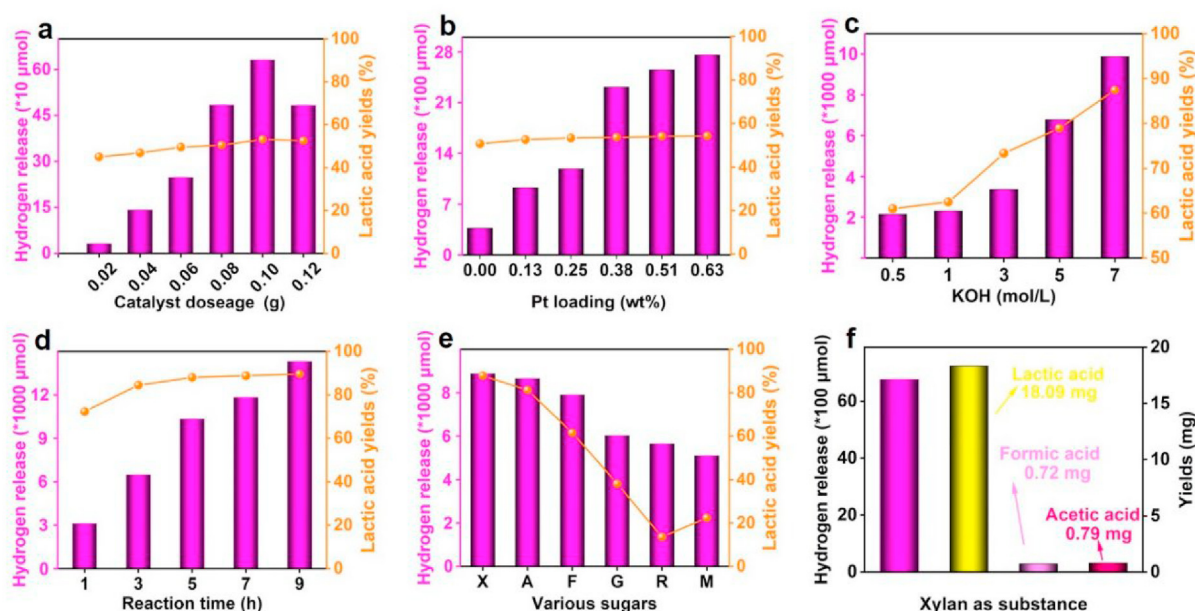 a
Hydrogen release (*10 μmol)
60
45
30
15
0
0.02 0.04 0.06 0.08 0.10 0.12
Catalyst doseage (g)
100
80
60
40
20
0
Lactic acid yields (%)
b
Hydrogen release (*100 μmol)
28
21
14
7
0
0.00 0.13 0.25 0.38 0.51 0.63
Pt loading (wt%)
100
80
60
40
20
0
Lactic acid yields (%)
c
Hydrogen release (*1000 μmol)
10
8
6
4
2
0.5 1 3 5 7
KOH (mol/L)
100
90
80
70
60
50
Lactic acid yields (%)
d
Hydrogen release (*1000 μmol)
12
9
6
3
0
1 3 5 7 9
Reaction time (h)
100
80
60
40
20
0
Lactic acid yields (%)
e
Hydrogen release (*1000 μmol)
8
6
4
2
0
X A F G R M
Various sugars
100
80
60
40
20
0
Lactic acid yields (%)
f
Hydrogen release (*100 μmol)
60
40
20
0
Lactic acid
18.09 mg
Formic acid
0.72 mg
Acetic acid
0.79 mg
Xylan as substance
20
10
0
Yields (mg)